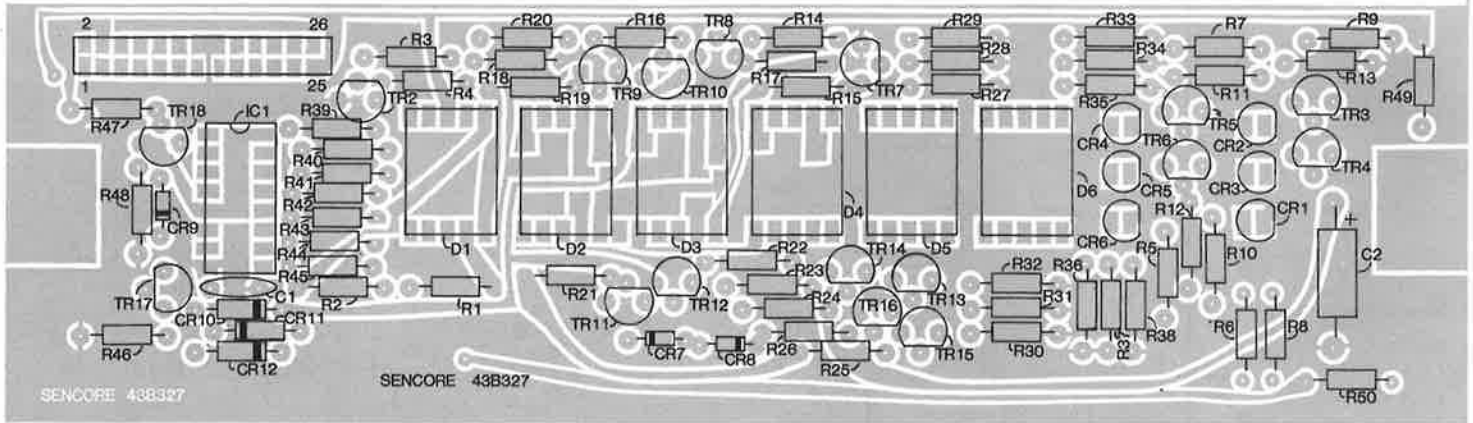 2 26
1 25
R20 R16 TR8 R14 R29 R33 R7 R9
R3 R28 R34
R18 R17 R13
R4 R19 TR9 TR10 R15 TR7 R27 R35 R11 R49
TR2
R47 TR18 IC1 R39 TR5 TR3
CR4 TR6 CR2
R40 TR4
R41 CR5 CR3 D6
R48 R42 D4
CR9 R43 R12 CR1
R44 D1 D2 D3 TR14 D5 CR6 R5 R10 C2 +
R45 R22
R23 R32 R36
TR17 C1 R2 R1 R21 TR12 R24 TR13 R31
CR10 CR11 TR11 TR16 R6 R8
R46 R26 R30 R37 R38
CR12 CR7 CR8 R25 TR15
SENCORE 43B327
SENCORE 43B327
R50